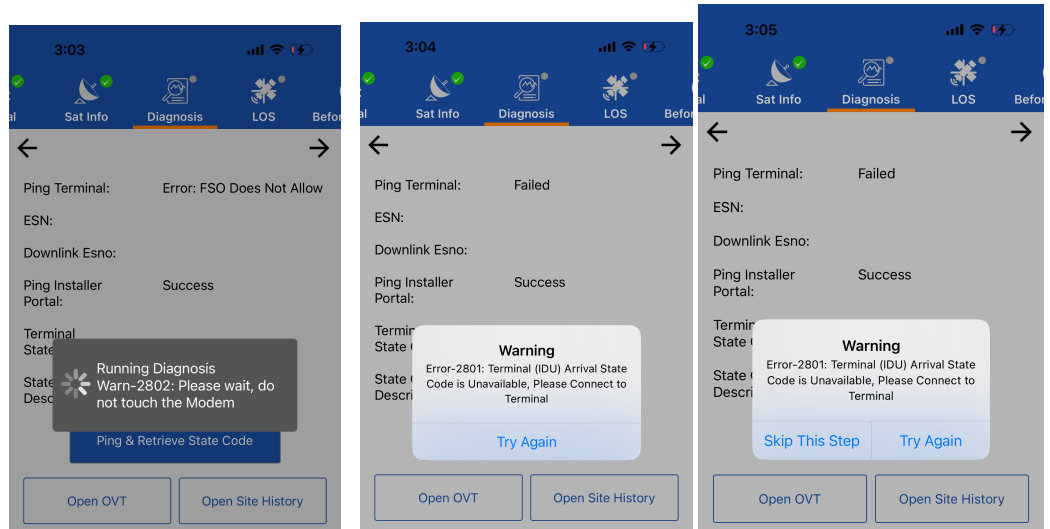 3:03
al Sat Info Diagnosis LOS Befor
Ping Terminal: Error: FSO Does Not Allow
ESN:
Downlink Esno:
Ping Installer Success
Portal:
Terminal
State
State
Desc
Running Diagnosis
Warn-2802: Please wait, do
not touch the Modem
Ping & Retrieve State Code
Open OVT Open Site History
3:04
al Sat Info Diagnosis LOS Befor
Ping Terminal: Failed
ESN:
Downlink Esno:
Ping Installer Success
Portal:
Termin
State
State
Descri
Warning
Error-2801: Terminal (IDU) Arrival State
Code is Unavailable, Please Connect to
Terminal
Try Again
Open OVT Open Site History
3:05
al Sat Info Diagnosis LOS Befor
Ping Terminal: Failed
ESN:
Downlink Esno:
Ping Installer Success
Portal:
Termin
State
State
Descri
Warning
Error-2801: Terminal (IDU) Arrival State
Code is Unavailable, Please Connect to
Terminal
Skip This Step Try Again
Open OVT Open Site History